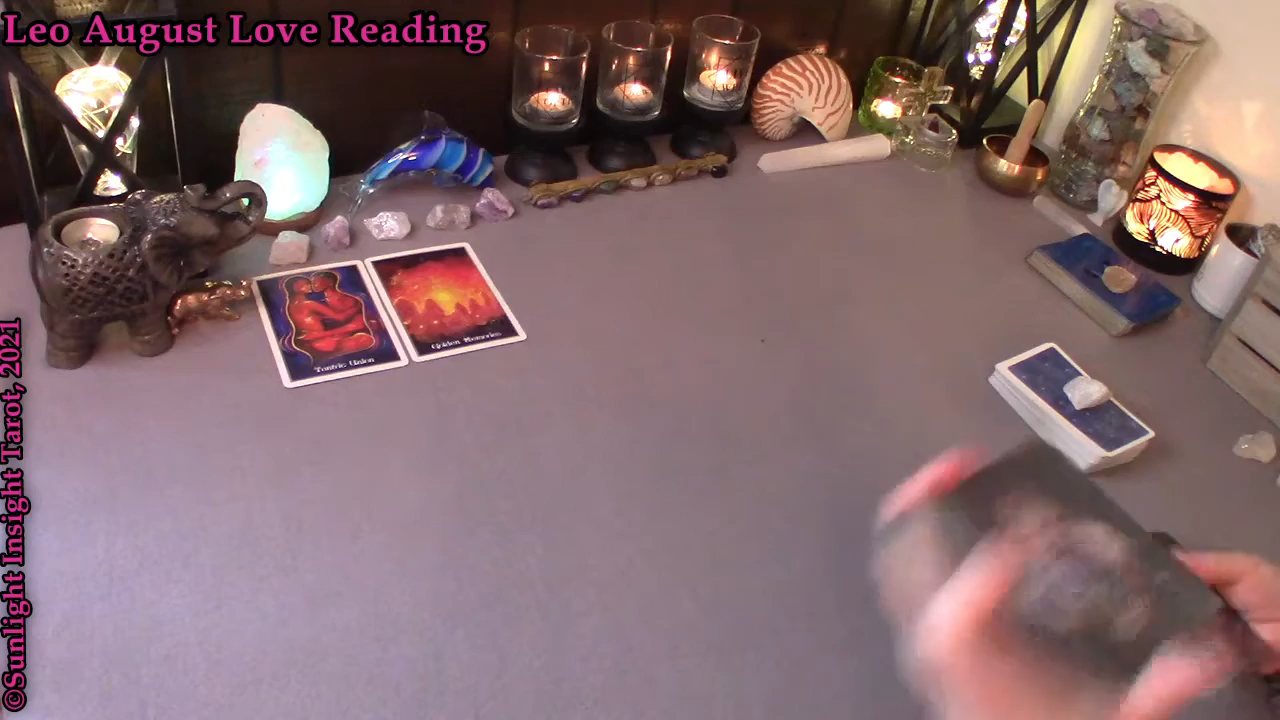 Leo August Love Reading
©Sunlight Insight Tarot, 2021
Tantric Union
Golden Memories